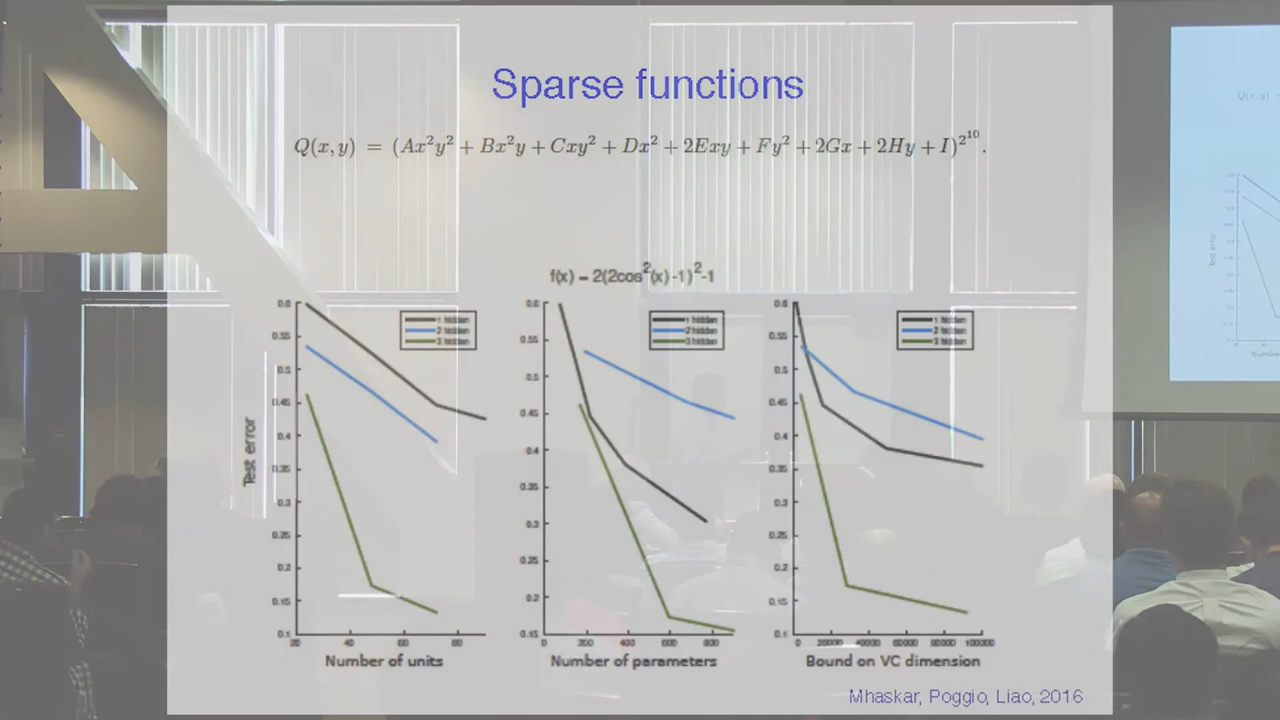 Sparse functions
Q(x, y) = (Ax²y² + Bx²y + Cxy² + Dx² + 2Exy + Fy² + 2Gx + 2Hy + I)^{2^{10}}.
f(x) = 2(2cos²(x)-1)²-1
0.6
0.55
0.5
0.45
0.4
0.35
0.3
0.25
0.2
0.15
0.1
Test error
20 40 60 80
Number of units
1 hidden
2 hidden
3 hidden
0.6
0.55
0.5
0.45
0.4
0.35
0.3
0.25
0.2
0.15
0 200 400 600 800
Number of parameters
1 hidden
2 hidden
3 hidden
0.6
0.55
0.5
0.45
0.4
0.35
0.3
0.25
0.2
0.15
0.1
0 20000 40000 60000 80000 100000
Bound on VC dimension
1 hidden
2 hidden
3 hidden
Mhaskar, Poggio, Liao, 2016
Q(x, y) =
Test error